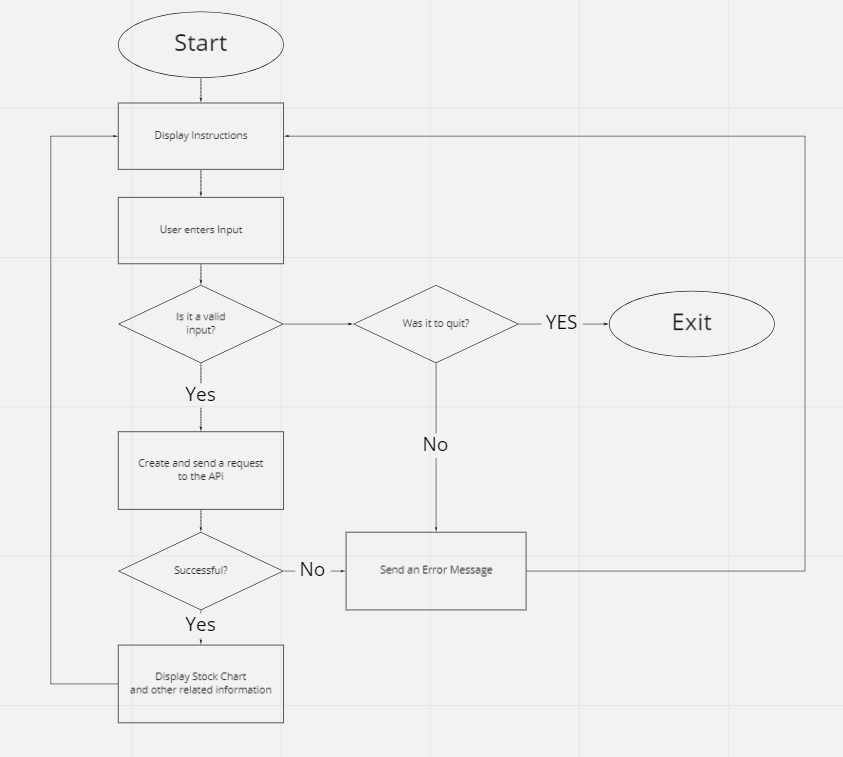 Start
Display Instructions
User enters Input
Is it a valid
input?
Was it to quit?
YES
Exit
Yes
No
Create and send a request
to the APi
Successful?
No
Send an Error Message
Yes
Display Stock Chart
and other related information